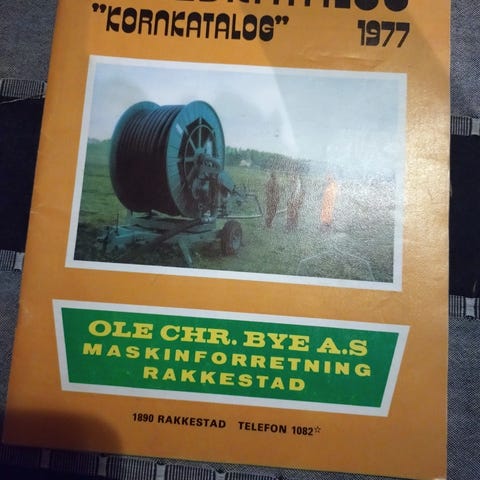 "KORNKATALOG" 1977
OLE CHR. BYE A.S
MASKINFORRETNING
RAKKESTAD
1890 RAKKESTAD TELEFON 1082☆